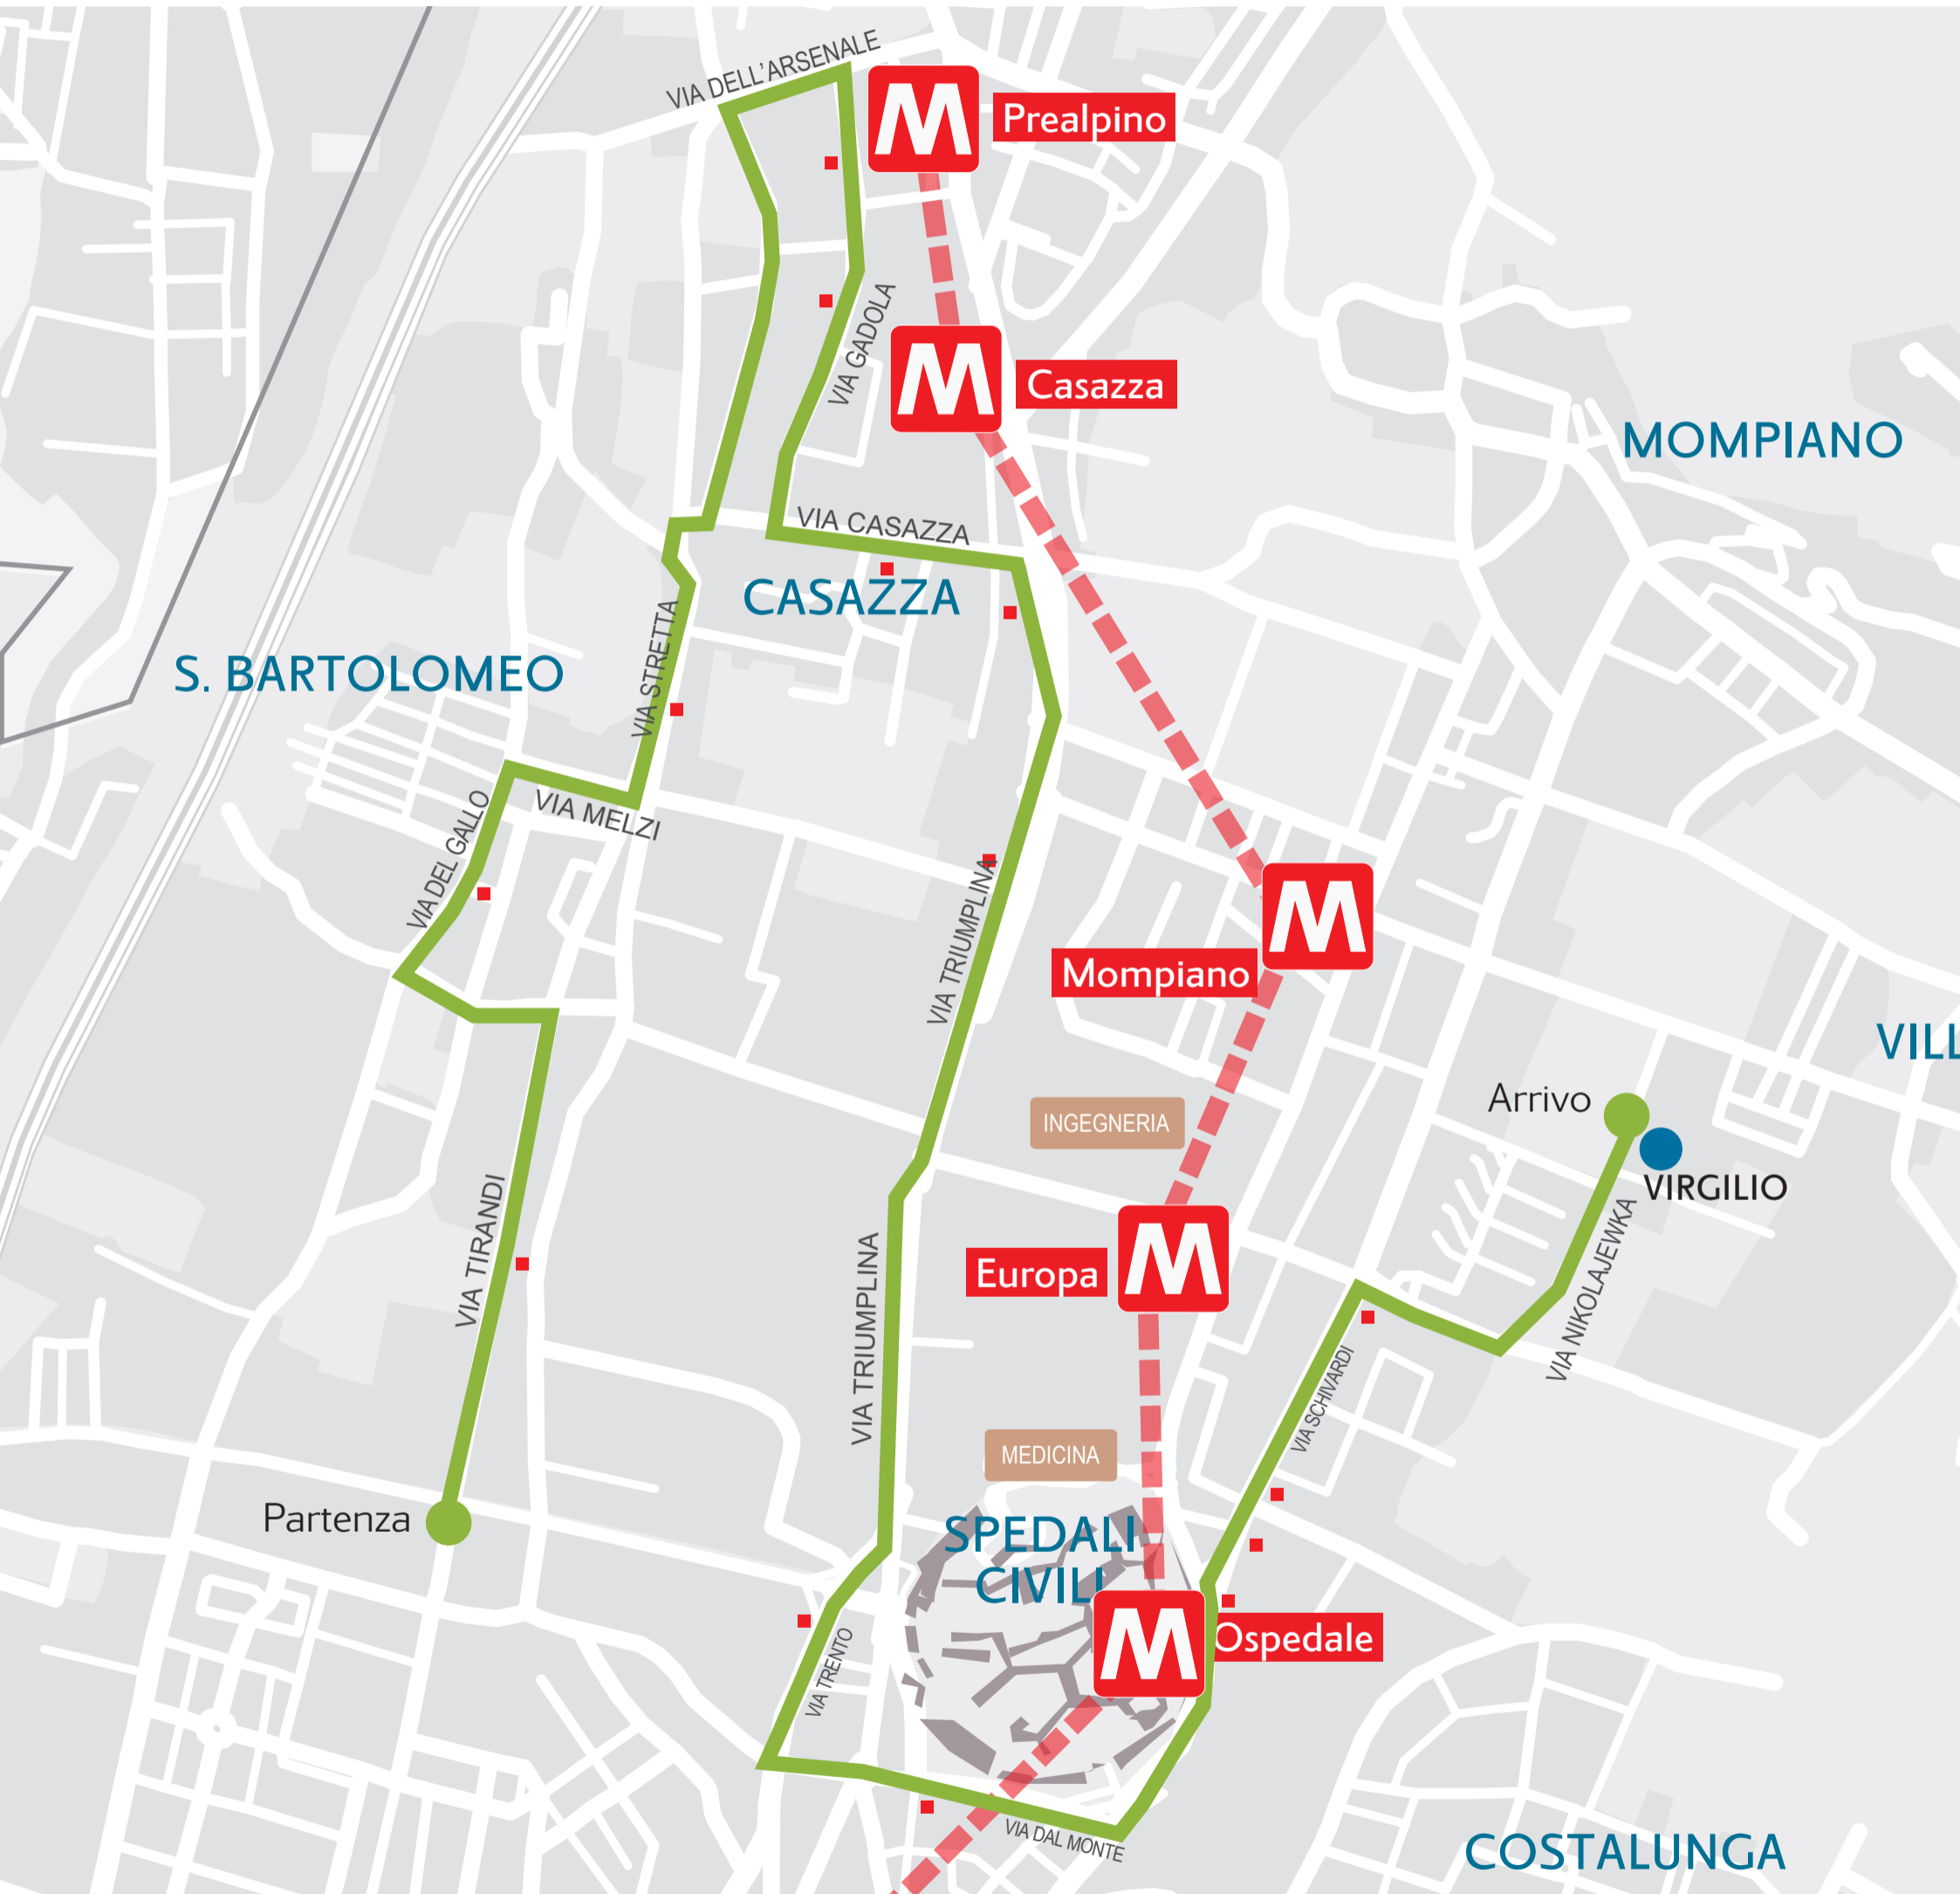 VIA DELL'ARSENALE
M
Prealpino
VIA GADOLA
M
Casazza
MOMPIANO
VIA CASAZZA
CASAZZA
VIA STRETTA
S. BARTOLOMEO
VIA MELZI
VIA DEL GALLO
VIA TRIUMPLINA
M
Mompiano
VILL
Arrivo
INGEGNERIA
VIRGILIO
VIA TIRANDI
VIA TRIUMPLINA
M
Europa
VIA NIKOLAJEWKA
VIA SCHIVARDI
MEDICINA
Partenza
SPEDALI
CIVILI
M
Ospedale
VIA TRENTO
VIA DAL MONTE
COSTALUNGA